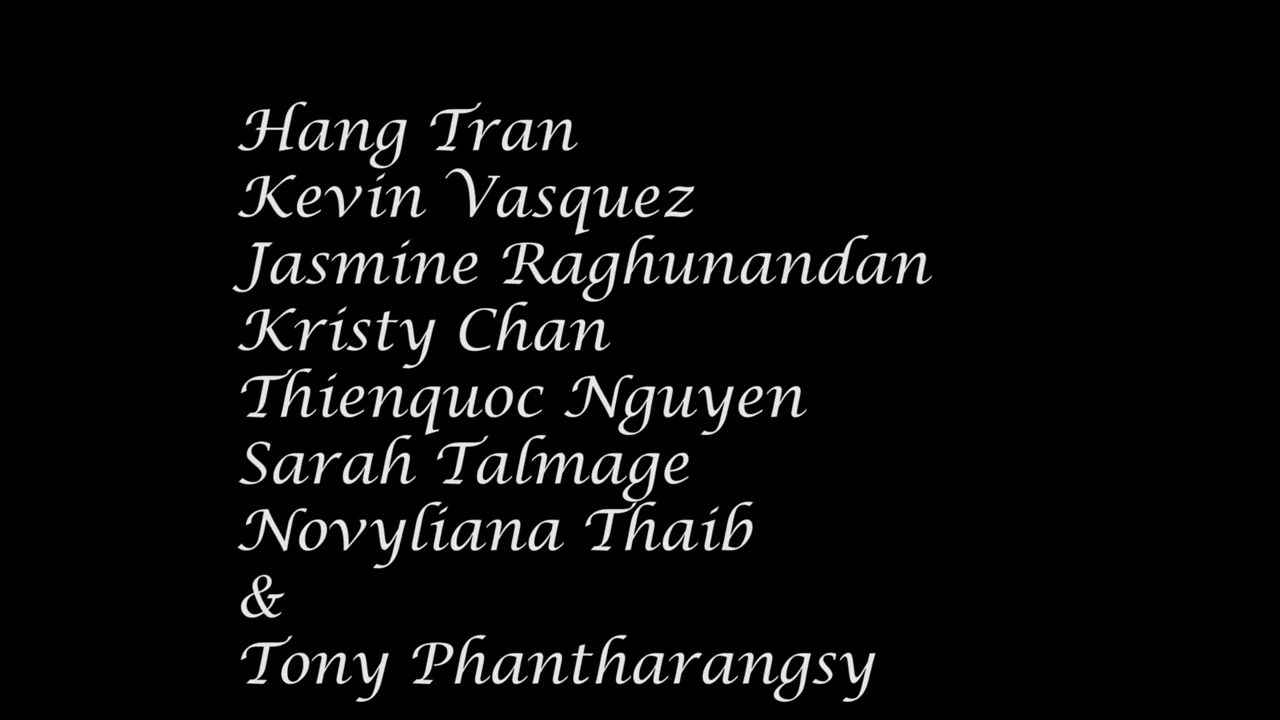 Hang Tran
Kevin Vasquez
Jasmine Raghunandan
Kristy Chan
Thienquoc Nguyen
Sarah Talmage
Novyliana Thaib
&
Tony Phantharangsy